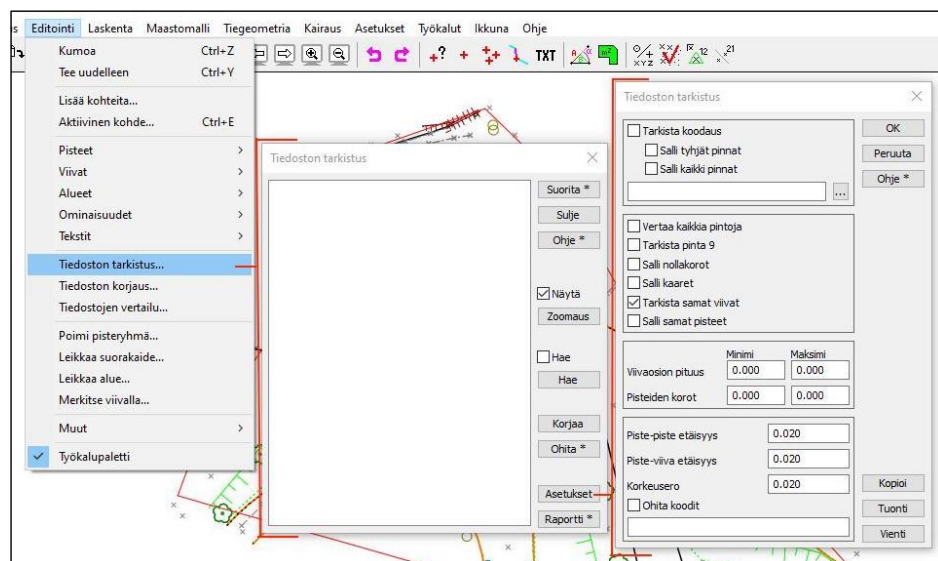 Editointi Laskenta Maastomalli Tiegeometria Kairaus Asetukset Työkalut Ikkuna Ohje
TXT
XYZ
12
21
Kumoa Ctrl+Z
Tee uudelleen Ctrl+Y
Lisää kohteita...
Aktiivinen kohde... Ctrl+E
Pisteet
Viivat
Alueet
Ominaisuudet
Tekstit
Tiedoston tarkistus...
Tiedoston korjaus...
Tiedostojen vertailu...
Poimi pisteryhmä...
Leikkaa suorakaide...
Leikkaa alue...
Merkitse viivalla...
Muut
Työkalupaletti
Tiedoston tarkistus
Suorita *
Sulje
Ohje *
Näytä
Zoomaus
Hae
Hae
Korjaa
Ohita *
Asetukset
Raportti *
Tiedoston tarkistus
Tarkista koodaus
Salli tyhjät pinnat
Salli kaikki pinnat
...
OK
Peruuta
Ohje *
Vertaa kaikkia pintoja
Tarkista pinta 9
Salli nollakorot
Salli kaaret
Tarkista samat viivat
Salli samat pisteet
Minimi Maksimi
Viivaosion pituus 0.000 0.000
Pisteiden korot 0.000 0.000
Piste-piste etäisyys 0.020
Piste-viiva etäisyys 0.020
Korkeusero 0.020
Ohita koodit
Kopioi
Tuonti
Vienti